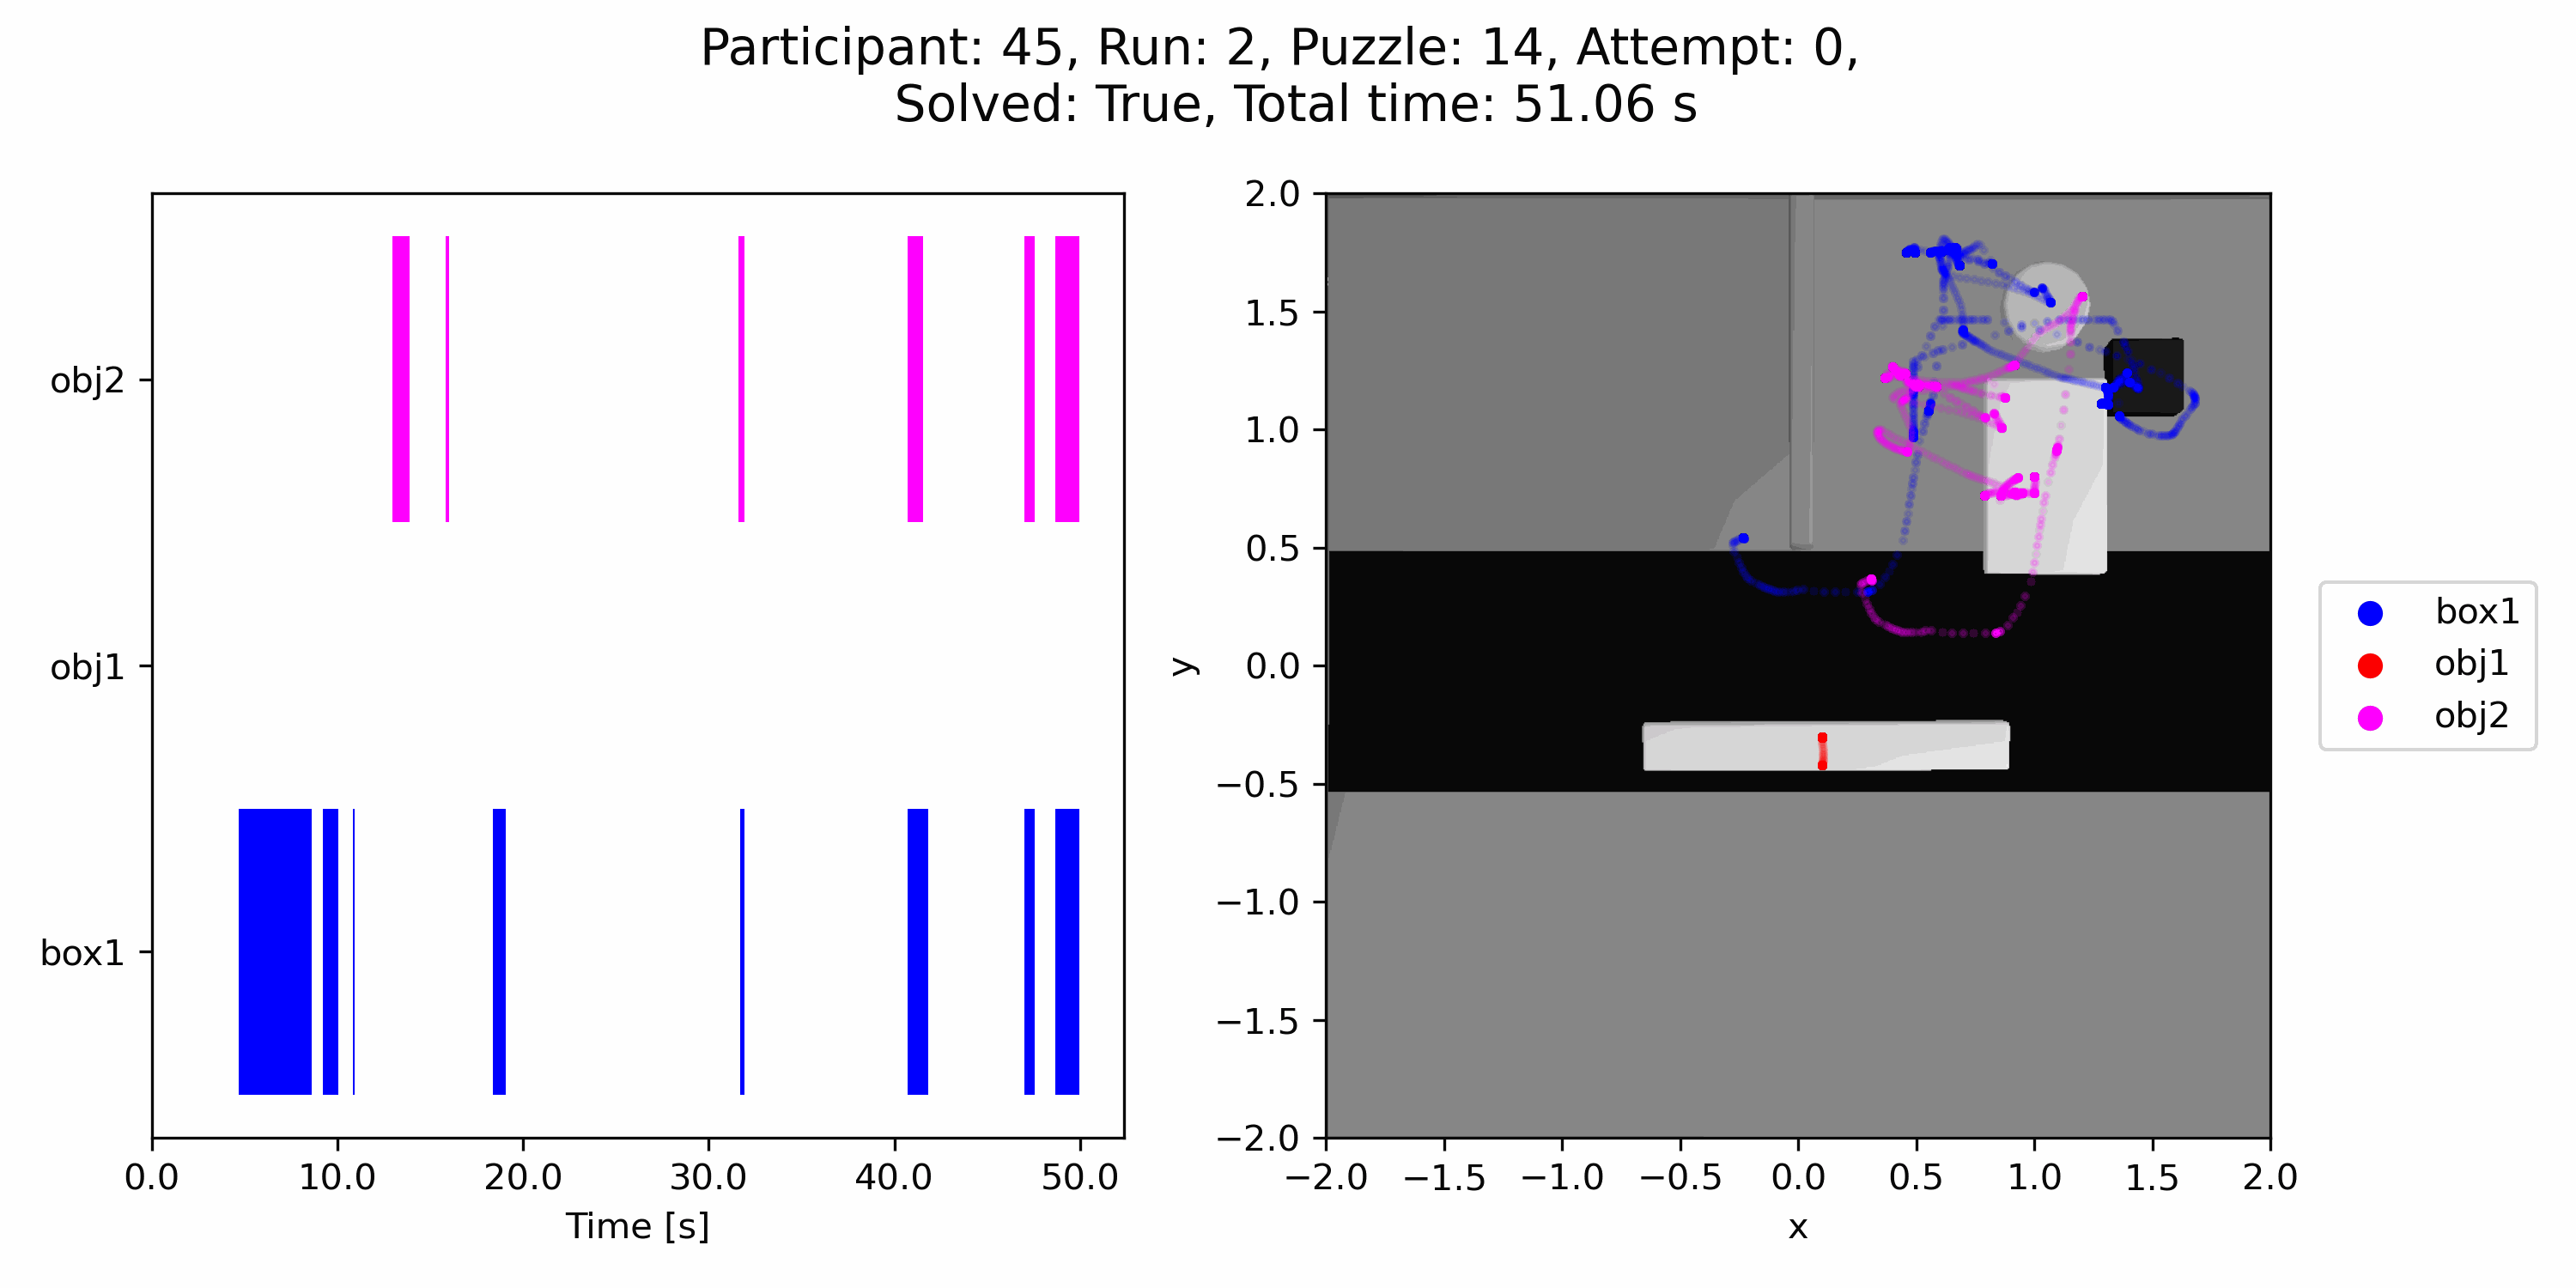 Participant: 45, Run: 2, Puzzle: 14, Attempt: 0,
Solved: True, Total time: 51.06 s
obj2
obj1
box1
0.0 10.0 20.0 30.0 40.0 50.0
Time [s]
2.0
1.5
1.0
0.5
0.0
−0.5
−1.0
−1.5
−2.0
y
−2.0 −1.5 −1.0 −0.5 0.0 0.5 1.0 1.5 2.0
x
box1
obj1
obj2